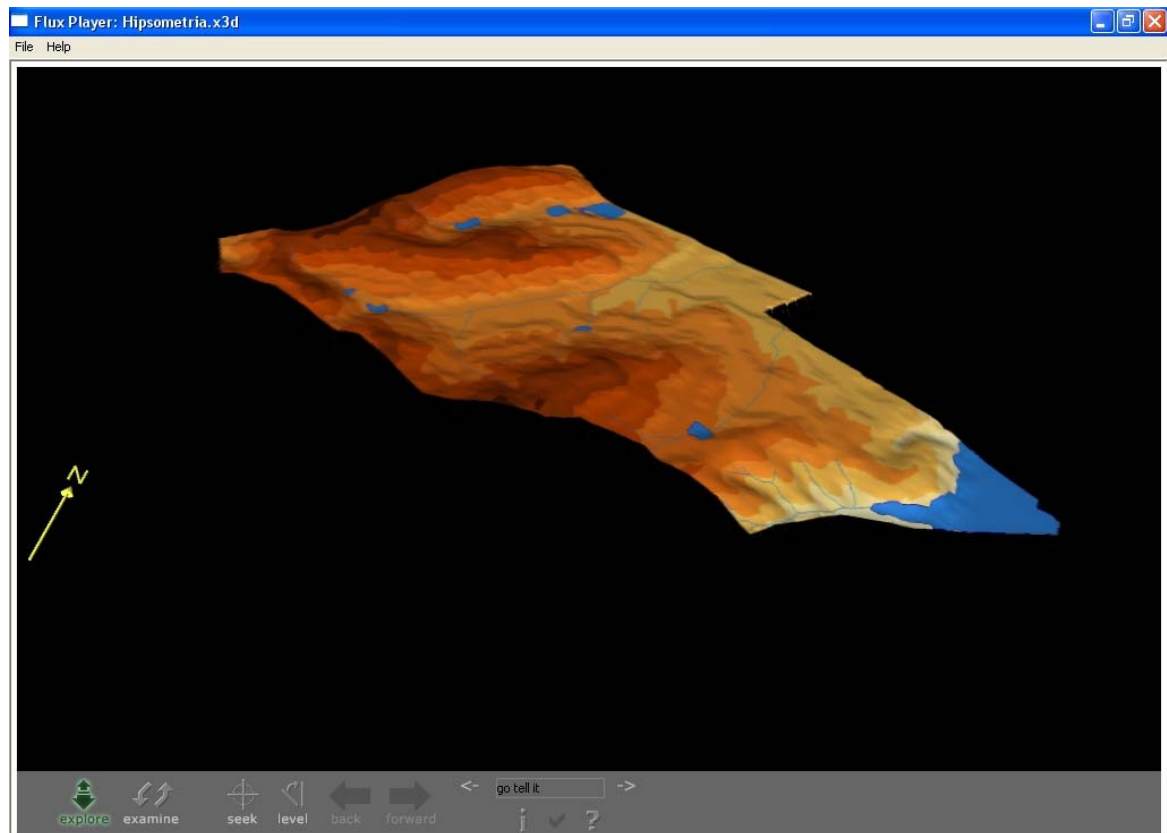 Flux Player: Hipsometria.x3d
File Help
N
<- go tell it ->
explore examine seek level back forward i ?